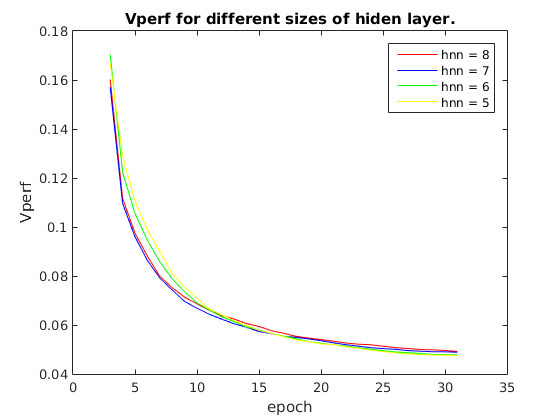 Vperf for different sizes of hiden layer.
Vperf
0.18
0.16
0.14
0.12
0.1
0.08
0.06
0.04
hnn = 8
hnn = 7
hnn = 6
hnn = 5
0 5 10 15 20 25 30 35
epoch